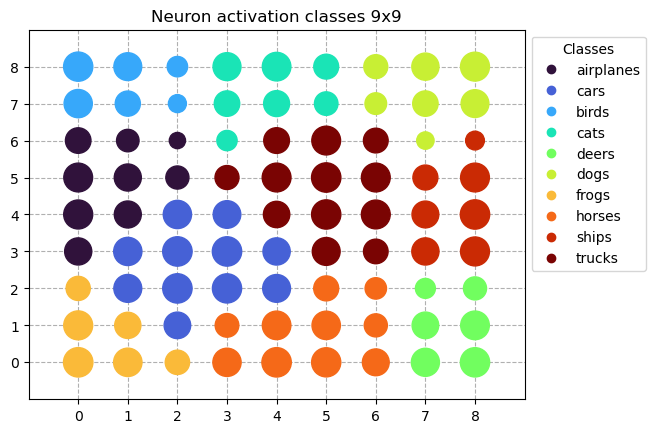 Neuron activation classes 9x9
8
7
6
5
4
3
2
1
0
0 1 2 3 4 5 6 7 8
Classes
airplanes
cars
birds
cats
deers
dogs
frogs
horses
ships
trucks